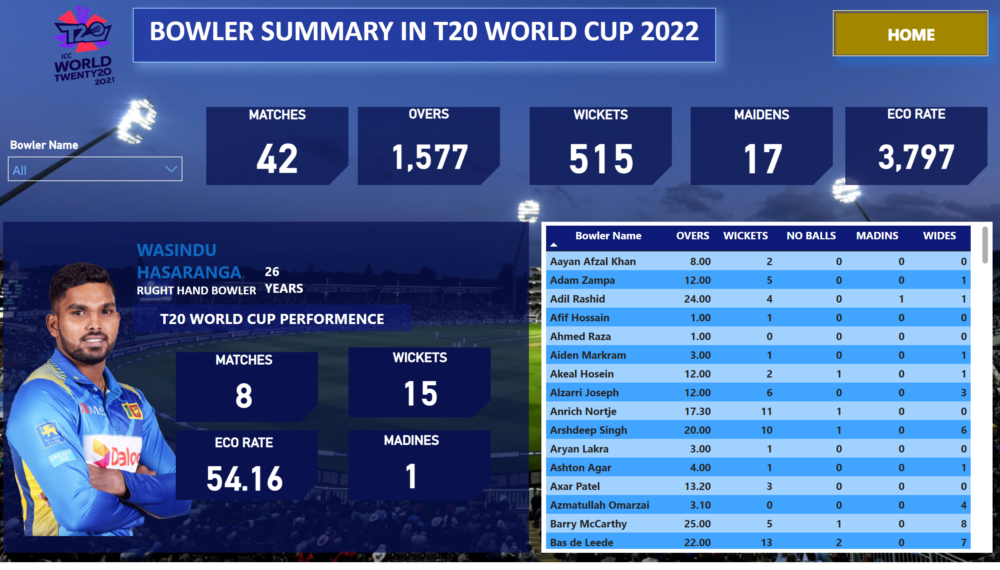 T20
ICC
WORLD
TWENTY20
2021
BOWLER SUMMARY IN T20 WORLD CUP 2022
HOME
Bowler Name
All
MATCHES
42
OVERS
1,577
WICKETS
515
MAIDENS
17
ECO RATE
3,797
WASINDU
HASARANGA
RUGHT HAND BOWLER
26
YEARS
T20 WORLD CUP PERFORMENCE
MATCHES
8
WICKETS
15
ECO RATE
54.16
MADINES
1
Sri Lanka
Cricket
CRICKET
AID
Bowler Name OVERS WICKETS NO BALLS MADINS WIDES
Aayan Afzal Khan 8.00 2 0 0 0
Adam Zampa 12.00 5 0 0 1
Adil Rashid 24.00 4 0 1 1
Afif Hossain 1.00 1 0 0 0
Ahmed Raza 1.00 0 0 0 0
Aiden Markram 3.00 1 0 0 1
Akeal Hosein 12.00 2 1 0 1
Alzarri Joseph 12.00 6 0 0 3
Anrich Nortje 17.30 11 1 0 0
Arshdeep Singh 20.00 10 1 0 6
Aryan Lakra 3.00 1 0 0 0
Ashton Agar 4.00 1 0 0 1
Axar Patel 13.20 3 0 0 0
Azmatullah Omarzai 3.10 0 0 0 4
Barry McCarthy 25.00 5 1 0 8
Bas de Leede 22.00 13 2 0 7